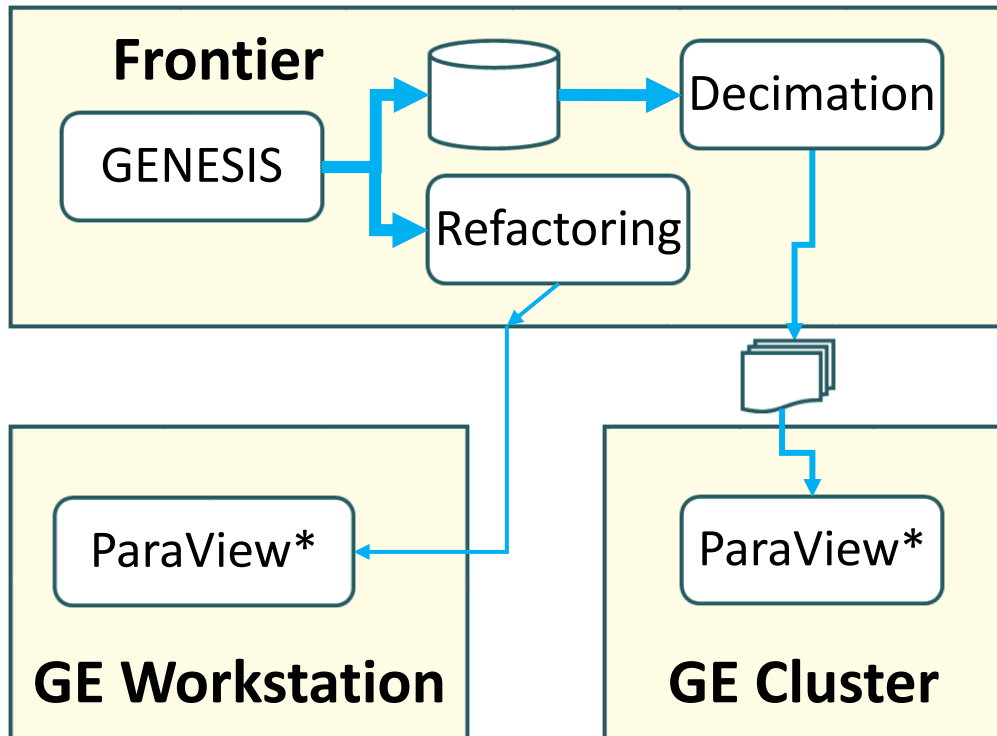 Frontier
Decimation
GENESIS
Refactoring
ParaView*
ParaView*
GE Workstation
GE Cluster